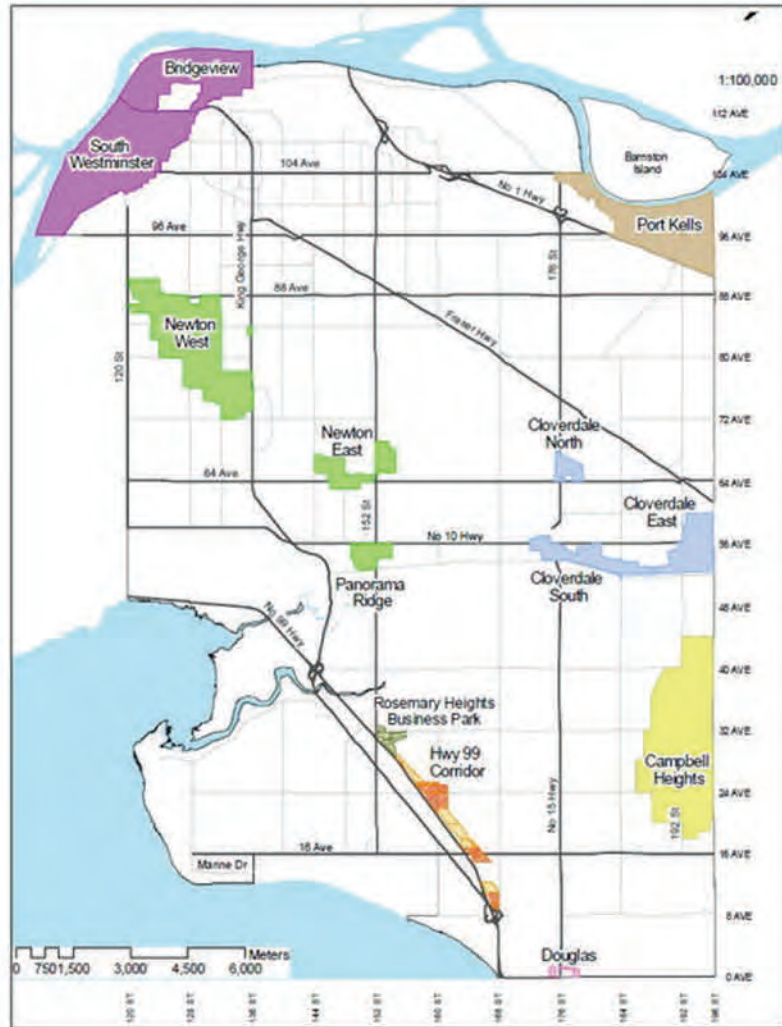 Bridgeview
1:100,000
112 AVE
South
Westminster
Barnston
Island
104 Ave
104 AVE
No 1 Hwy
Port Kells
96 Ave
96 AVE
King George Hwy
176 St
88 Ave
88 AVE
Newton
West
Fraser Hwy
120 St
80 AVE
72 AVE
Newton
East
Cloverdale
North
64 Ave
64 AVE
Cloverdale
East
152 St
No 10 Hwy
56 AVE
Panorama
Ridge
Cloverdale
South
48 AVE
No 99 Hwy
40 AVE
Rosemary Heights
Business Park
32 AVE
Hwy 99
Corridor
Campbell
Heights
No 15 Hwy
24 AVE
192 St
16 Ave
16 AVE
Marine Dr
8 AVE
Meters
Douglas
0 750 1,500 3,000 4,500 6,000
0 AVE
120 ST
128 ST
136 ST
144 ST
152 ST
160 ST
168 ST
176 ST
184 ST
192 ST
196 ST